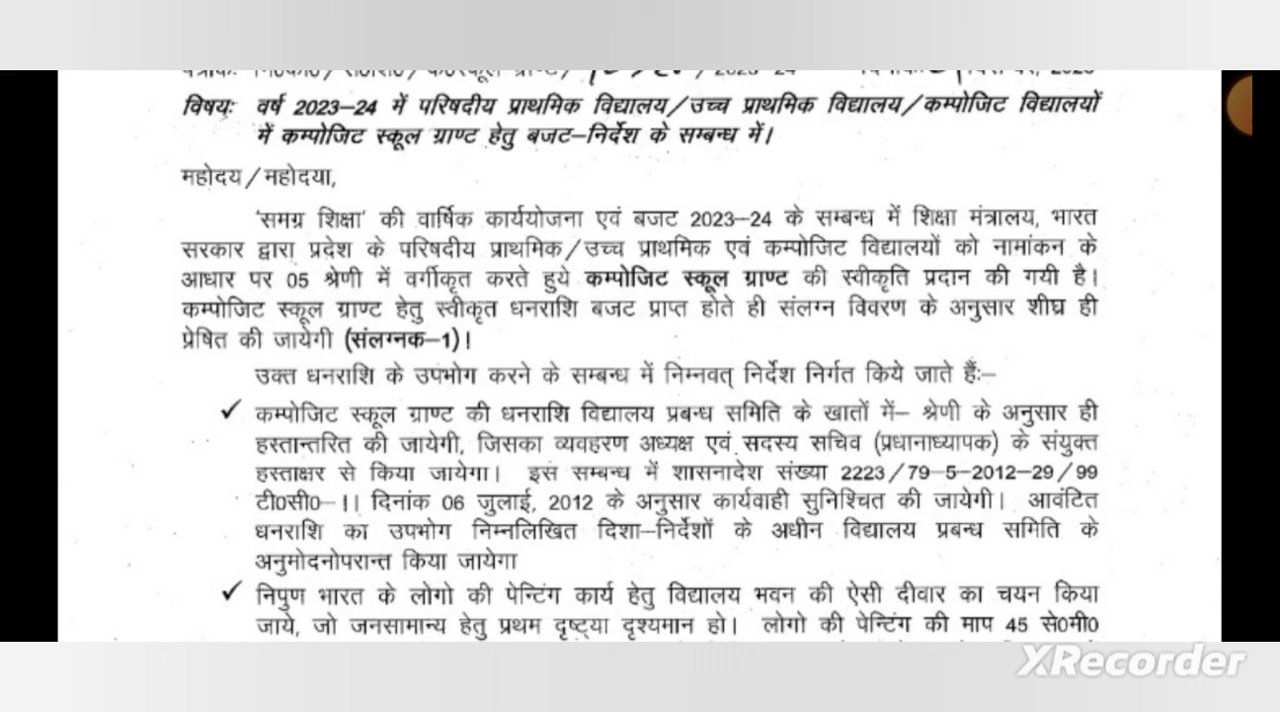 विषयः वर्ष 2023–24 में परिषदीय प्राथमिक विद्यालय/उच्च प्राथमिक विद्यालय/कम्पोजिट विद्यालयों
में कम्पोजिट स्कूल ग्राण्ट हेतु बजट–निर्देश के सम्बन्ध में।
महोदय/महोदया,
'समग्र शिक्षा' की वार्षिक कार्ययोजना एवं बजट 2023–24 के सम्बन्ध में शिक्षा मंत्रालय, भारत
सरकार द्वारा प्रदेश के परिषदीय प्राथमिक/उच्च प्राथमिक एवं कम्पोजिट विद्यालयों को नामांकन के
आधार पर 05 श्रेणी में वर्गीकृत करते हुये कम्पोजिट स्कूल ग्राण्ट की स्वीकृति प्रदान की गयी है।
कम्पोजिट स्कूल ग्राण्ट हेतु स्वीकृत धनराशि बजट प्राप्त होते ही संलग्न विवरण के अनुसार शीघ्र ही
प्रेषित की जायेगी (संलग्नक–1)।
उक्त धनराशि के उपभोग करने के सम्बन्ध में निम्नवत् निर्देश निर्गत किये जाते हैंः–
✓ कम्पोजिट स्कूल ग्राण्ट की धनराशि विद्यालय प्रबन्ध समिति के खातों में– श्रेणी के अनुसार ही
हस्तान्तरित की जायेगी, जिसका व्यवहरण अध्यक्ष एवं सदस्य सचिव (प्रधानाध्यापक) के संयुक्त
हस्ताक्षर से किया जायेगा। इस सम्बन्ध में शासनादेश संख्या 2223/79–5–2012–29/99
टी0सी0–।। दिनांक 06 जुलाई, 2012 के अनुसार कार्यवाही सुनिश्चित की जायेगी। आवंटित
धनराशि का उपभोग निम्नलिखित दिशा–निर्देशों के अधीन विद्यालय प्रबन्ध समिति के
अनुमोदनोपरान्त किया जायेगा
✓ निपुण भारत के लोगो की पेन्टिंग कार्य हेतु विद्यालय भवन की ऐसी दीवार का चयन किया
जाये, जो जनसामान्य हेतु प्रथम दृष्ट्या दृश्यमान हो। लोगो की पेन्टिंग की माप 45 से0मी0
XRecorder